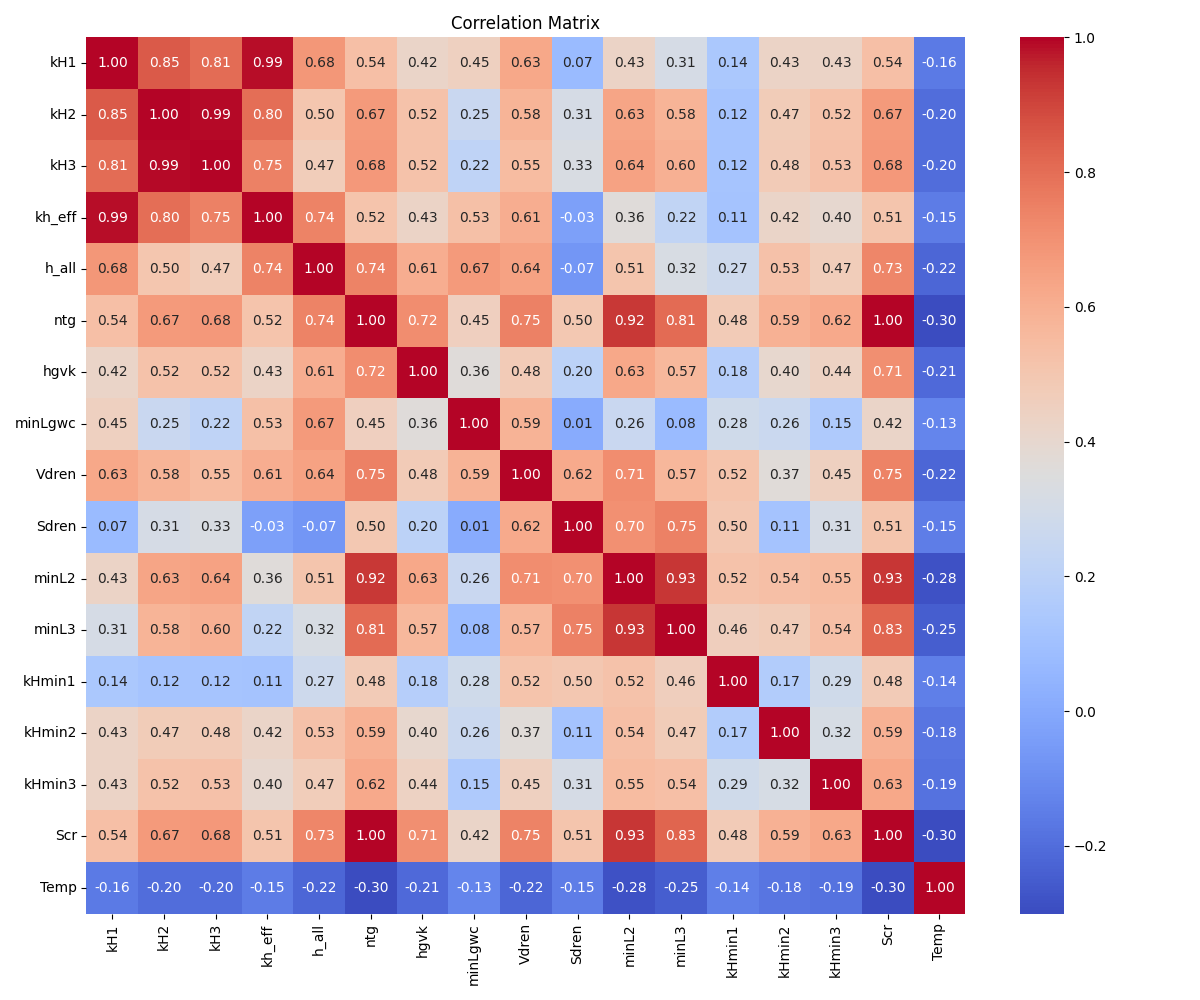 Correlation Matrix
kH1 1.00 0.85 0.81 0.99 0.68 0.54 0.42 0.45 0.63 0.07 0.43 0.31 0.14 0.43 0.43 0.54 -0.16
kH2 0.85 1.00 0.99 0.80 0.50 0.67 0.52 0.25 0.58 0.31 0.63 0.58 0.12 0.47 0.52 0.67 -0.20
kH3 0.81 0.99 1.00 0.75 0.47 0.68 0.52 0.22 0.55 0.33 0.64 0.60 0.12 0.48 0.53 0.68 -0.20
kh_eff 0.99 0.80 0.75 1.00 0.74 0.52 0.43 0.53 0.61 -0.03 0.36 0.22 0.11 0.42 0.40 0.51 -0.15
h_all 0.68 0.50 0.47 0.74 1.00 0.74 0.61 0.67 0.64 -0.07 0.51 0.32 0.27 0.53 0.47 0.73 -0.22
ntg 0.54 0.67 0.68 0.52 0.74 1.00 0.72 0.45 0.75 0.50 0.92 0.81 0.48 0.59 0.62 1.00 -0.30
hgvk 0.42 0.52 0.52 0.43 0.61 0.72 1.00 0.36 0.48 0.20 0.63 0.57 0.18 0.40 0.44 0.71 -0.21
minLgwc 0.45 0.25 0.22 0.53 0.67 0.45 0.36 1.00 0.59 0.01 0.26 0.08 0.28 0.26 0.15 0.42 -0.13
Vdren 0.63 0.58 0.55 0.61 0.64 0.75 0.48 0.59 1.00 0.62 0.71 0.57 0.52 0.37 0.45 0.75 -0.22
Sdren 0.07 0.31 0.33 -0.03 -0.07 0.50 0.20 0.01 0.62 1.00 0.70 0.75 0.50 0.11 0.31 0.51 -0.15
minL2 0.43 0.63 0.64 0.36 0.51 0.92 0.63 0.26 0.71 0.70 1.00 0.93 0.52 0.54 0.55 0.93 -0.28
minL3 0.31 0.58 0.60 0.22 0.32 0.81 0.57 0.08 0.57 0.75 0.93 1.00 0.46 0.47 0.54 0.83 -0.25
kHmin1 0.14 0.12 0.12 0.11 0.27 0.48 0.18 0.28 0.52 0.50 0.52 0.46 1.00 0.17 0.29 0.48 -0.14
kHmin2 0.43 0.47 0.48 0.42 0.53 0.59 0.40 0.26 0.37 0.11 0.54 0.47 0.17 1.00 0.32 0.59 -0.18
kHmin3 0.43 0.52 0.53 0.40 0.47 0.62 0.44 0.15 0.45 0.31 0.55 0.54 0.29 0.32 1.00 0.63 -0.19
Scr 0.54 0.67 0.68 0.51 0.73 1.00 0.71 0.42 0.75 0.51 0.93 0.83 0.48 0.59 0.63 1.00 -0.30
Temp -0.16 -0.20 -0.20 -0.15 -0.22 -0.30 -0.21 -0.13 -0.22 -0.15 -0.28 -0.25 -0.14 -0.18 -0.19 -0.30 1.00
kH1 kH2 kH3 kh_eff h_all ntg hgvk minLgwc Vdren Sdren minL2 minL3 kHmin1 kHmin2 kHmin3 Scr Temp
1.0
0.8
0.6
0.4
0.2
0.0
−0.2